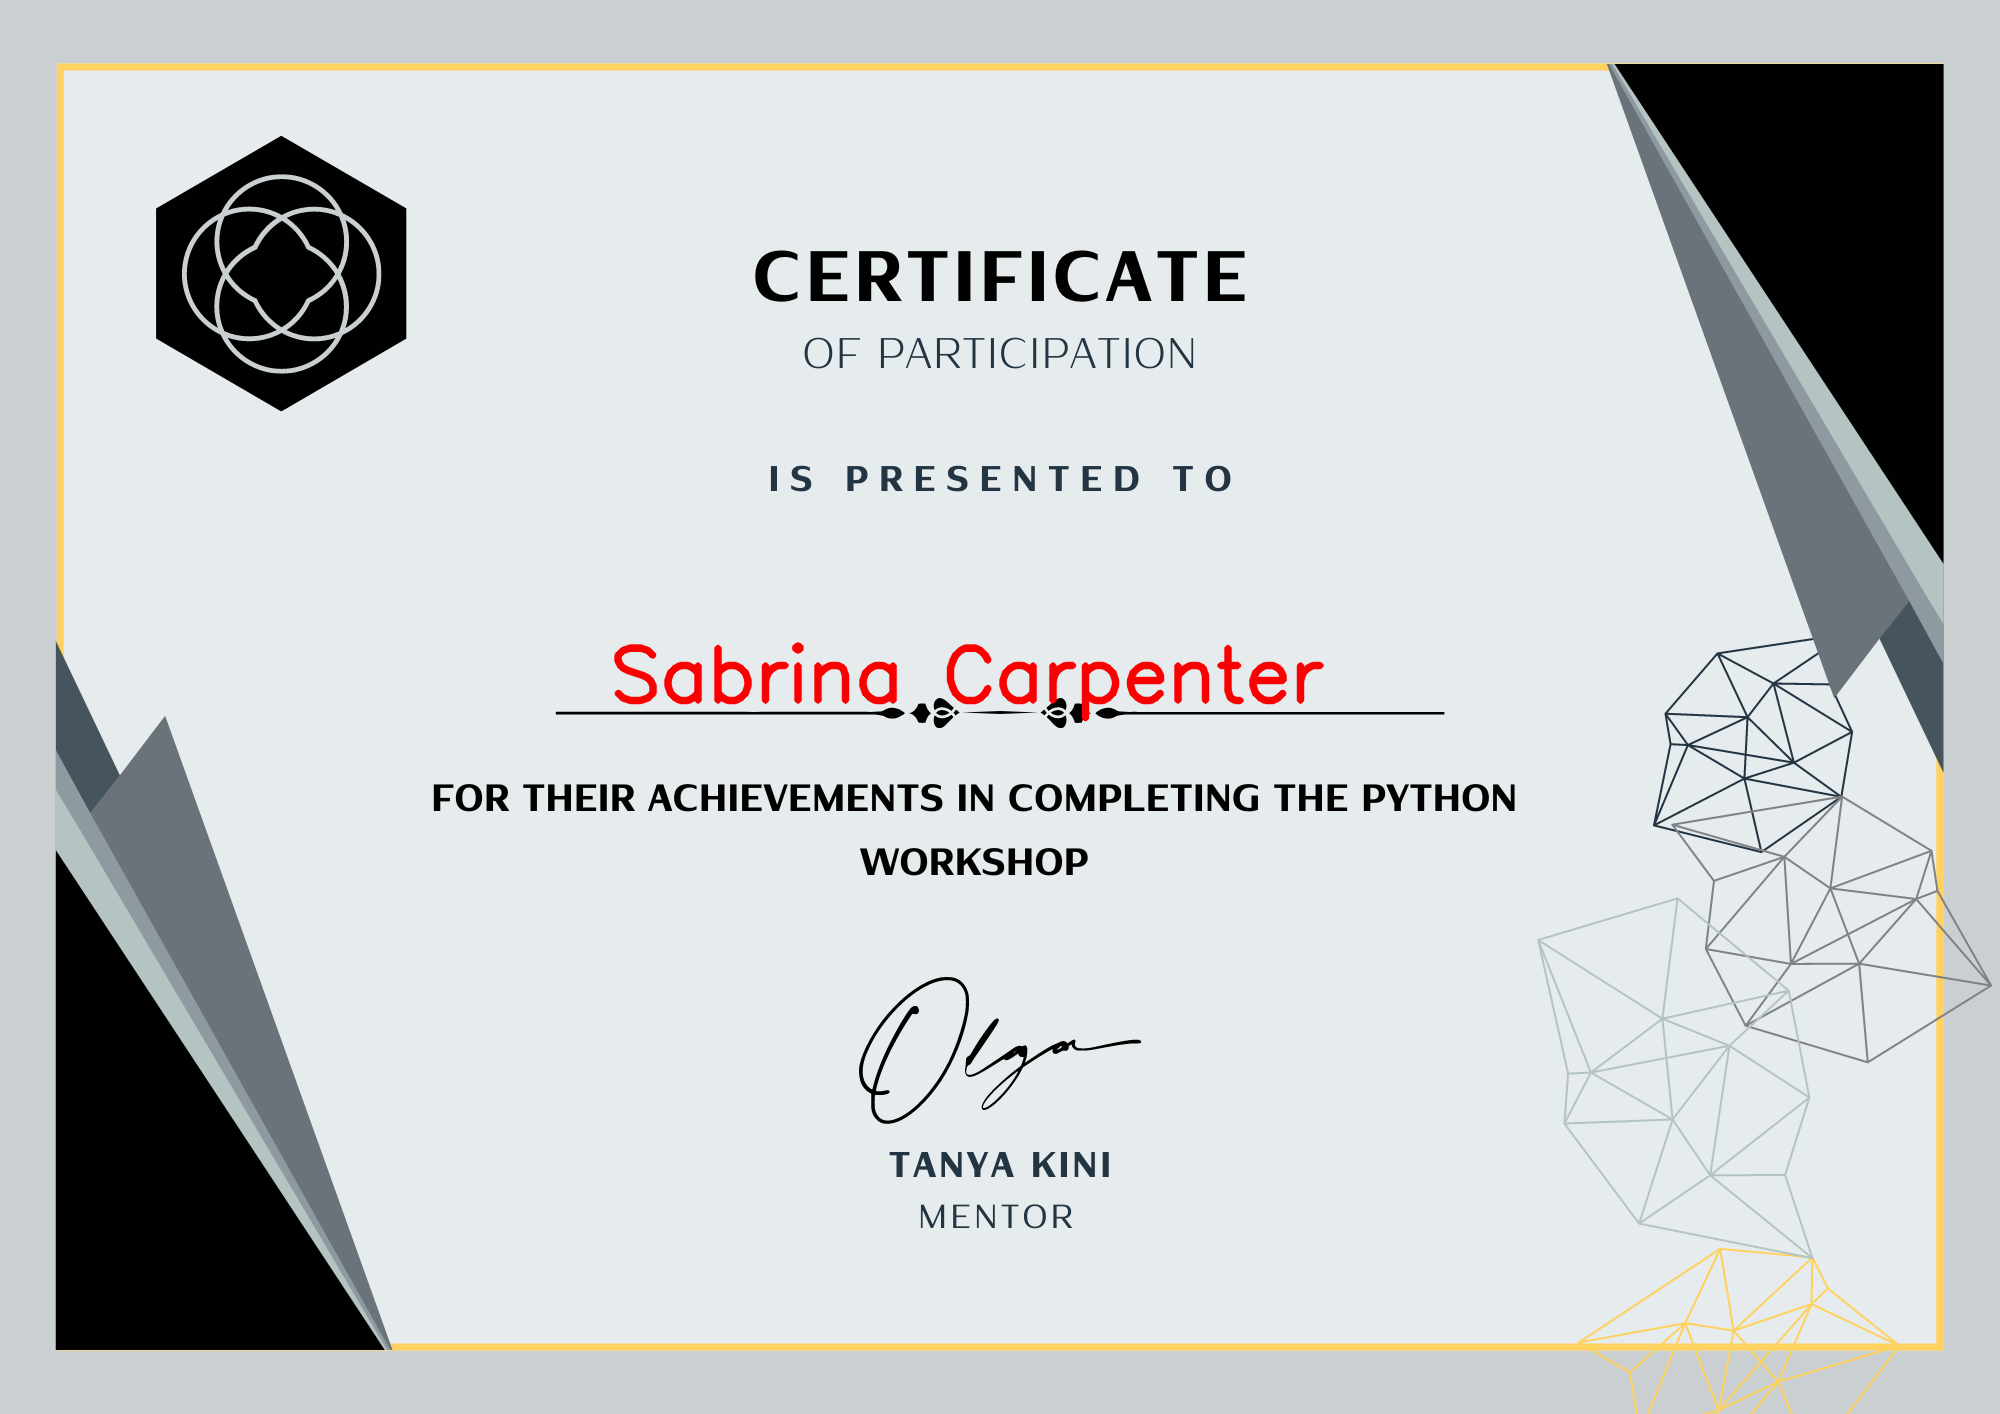 CERTIFICATE
OF PARTICIPATION
IS PRESENTED TO
Sabrina Carpenter
FOR THEIR ACHIEVEMENTS IN COMPLETING THE PYTHON
WORKSHOP
Olga
TANYA KINI
MENTOR